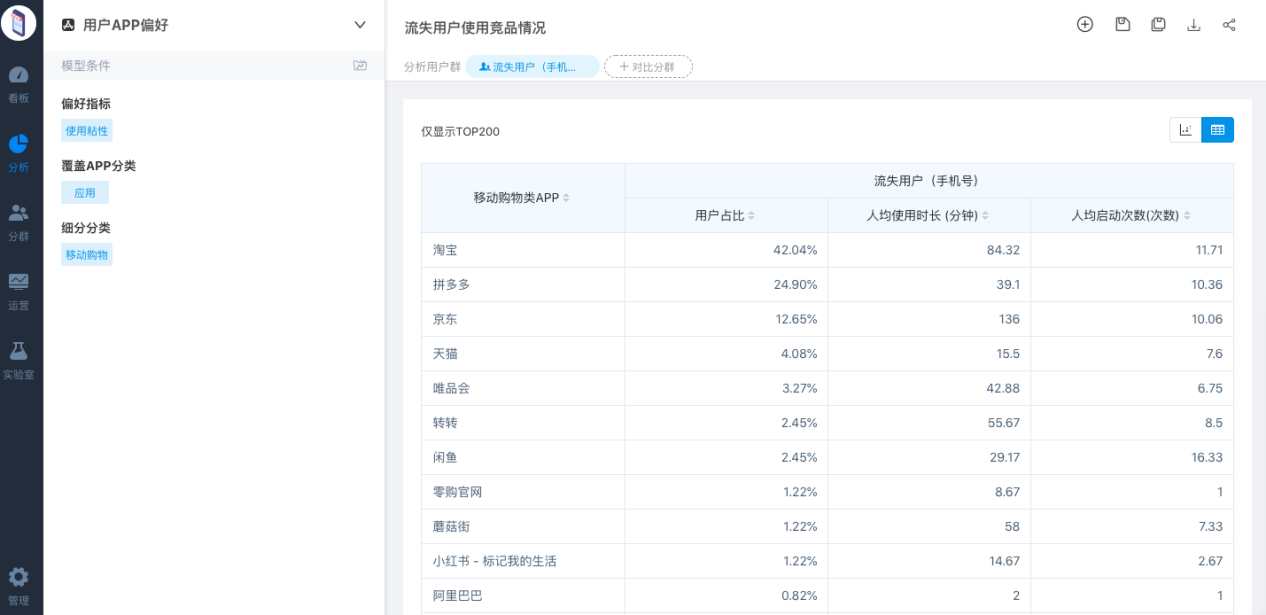 看板
分析
分群
运营
实验室
管理
用户APP偏好
模型条件
偏好指标
使用粘性
覆盖APP分类
应用
细分分类
移动购物
流失用户使用竞品情况
分析用户群 流失用户（手机... 对比分群
仅显示TOP200
移动购物类APP 流失用户（手机号）
用户占比 人均使用时长 (分钟) 人均启动次数(次数)
淘宝 42.04% 84.32 11.71
拼多多 24.90% 39.1 10.36
京东 12.65% 136 10.06
天猫 4.08% 15.5 7.6
唯品会 3.27% 42.88 6.75
转转 2.45% 55.67 8.5
闲鱼 2.45% 29.17 16.33
零购官网 1.22% 8.67 1
蘑菇街 1.22% 58 7.33
小红书 - 标记我的生活 1.22% 14.67 2.67
阿里巴巴 0.82% 2 1